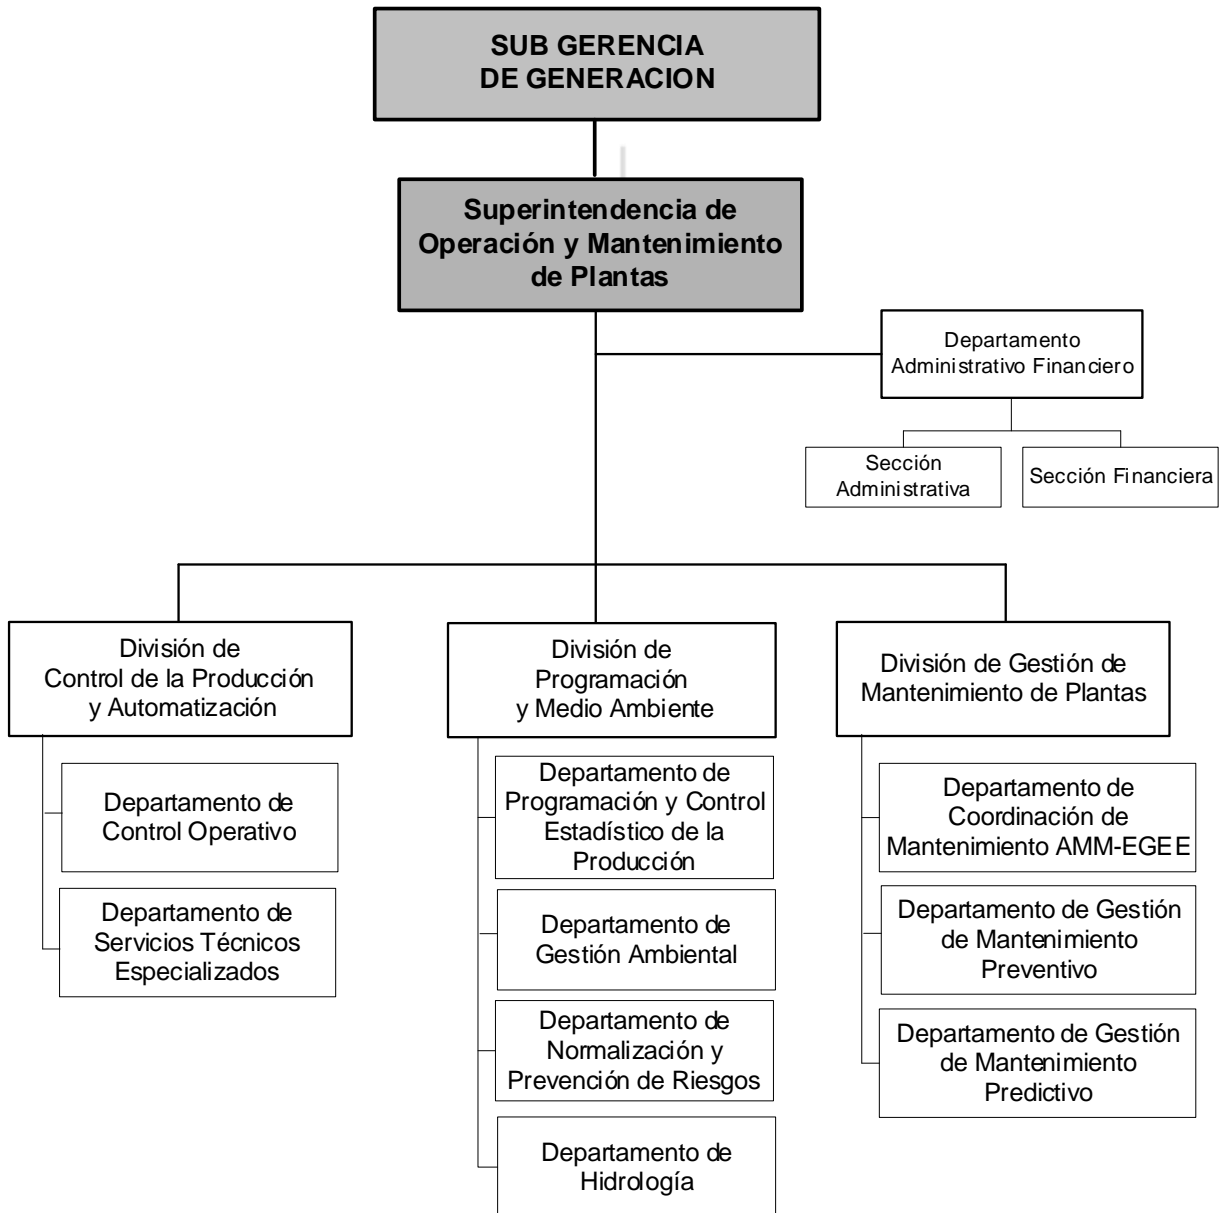 SUB GERENCIA
DE GENERACION
Superintendencia de
Operación y Mantenimiento
de Plantas
Departamento
Administrativo Financiero
Sección
Administrativa
Sección Financiera
División de
Control de la Producción
y Automatización
Departamento de
Control Operativo
Departamento de
Servicios Técnicos
Especializados
División de
Programación
y Medio Ambiente
Departamento de
Programación y Control
Estadístico de la
Producción
Departamento de
Gestión Ambiental
Departamento de
Normalización y
Prevención de Riesgos
Departamento de
Hidrología
División de Gestión de
Mantenimiento de Plantas
Departamento de
Coordinación de
Mantenimiento AMM-EGEE
Departamento de Gestión
de Mantenimiento
Preventivo
Departamento de Gestión
de Mantenimiento
Predictivo